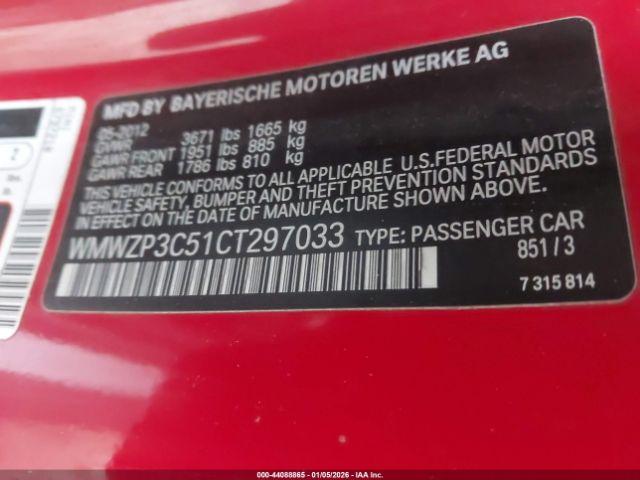 MFD BY BAYERISCHE MOTOREN WERKE AG
08-2012
GVWR 3671 lbs 1665 kg
GAWR FRONT 1951 lbs 885 kg
GAWR REAR 1786 lbs 810 kg
THIS VEHICLE CONFORMS TO ALL APPLICABLE U.S.FEDERAL MOTOR
VEHICLE SAFETY, BUMPER AND THEFT PREVENTION STANDARDS
IN EFFECT ON THE DATE OF MANUFACTURE SHOWN ABOVE.
WMWZP3C51CT297033 TYPE: PASSENGER CAR
851/3
7 315 814
2
000-44088865 - 01/05/2026 - IAA Inc.